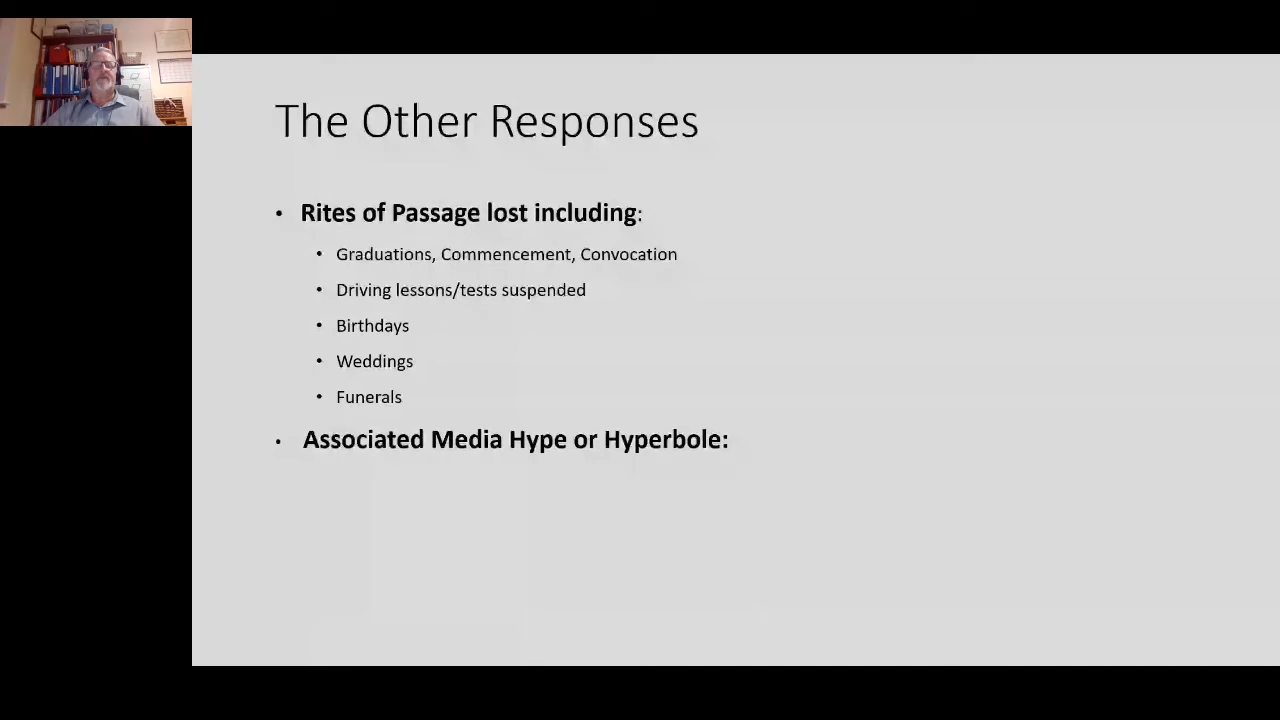 The Other Responses
• Rites of Passage lost including:
• Graduations, Commencement, Convocation
• Driving lessons/tests suspended
• Birthdays
• Weddings
• Funerals
• Associated Media Hype or Hyperbole: